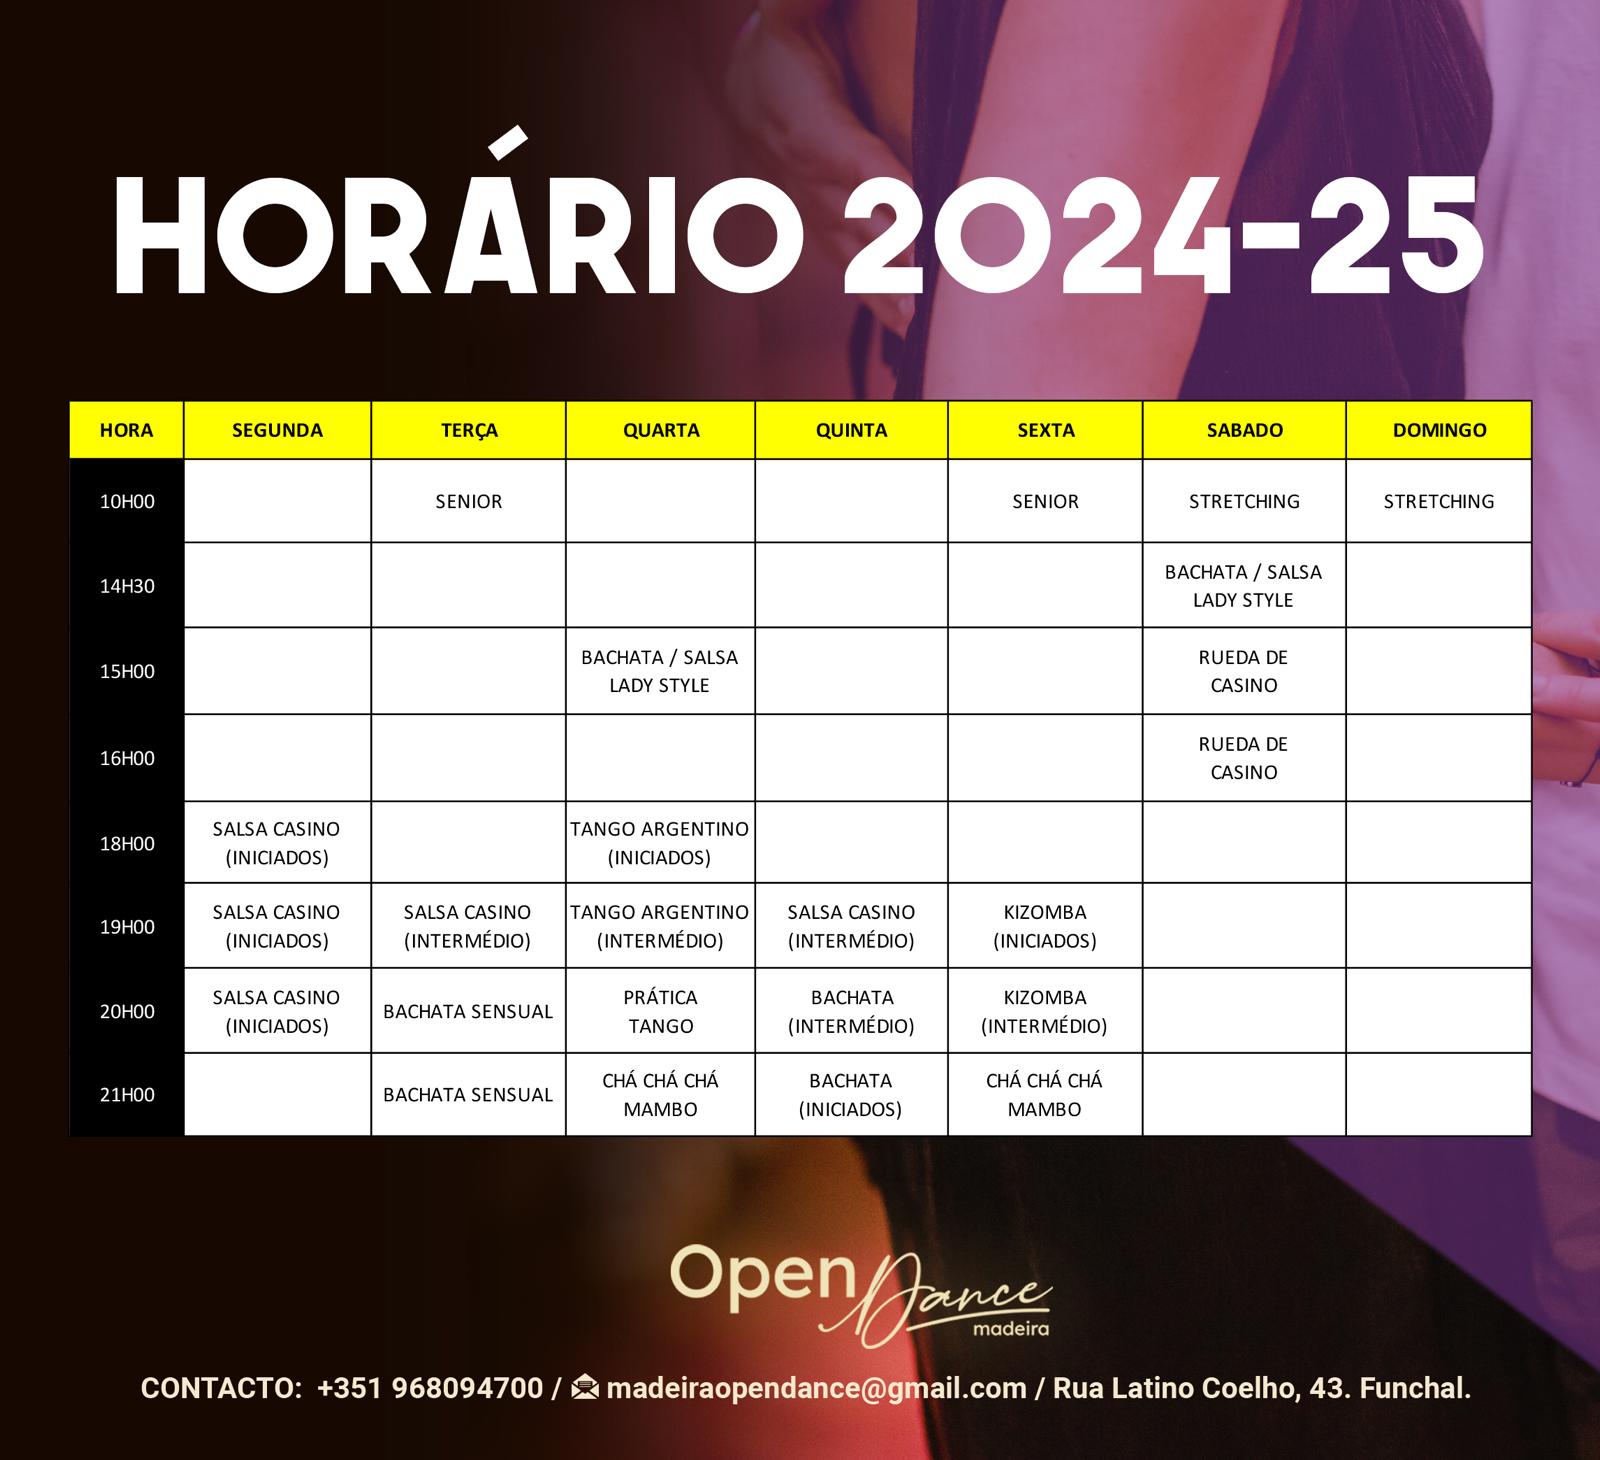 HORÁRIO 2024-25
HORA SEGUNDA TERÇA QUARTA QUINTA SEXTA SABADO DOMINGO
10H00 SENIOR SENIOR STRETCHING STRETCHING
14H30 BACHATA / SALSA
LADY STYLE
15H00 BACHATA / SALSA RUEDA DE
LADY STYLE CASINO
16H00 RUEDA DE
CASINO
18H00 SALSA CASINO TANGO ARGENTINO
(INICIADOS) (INICIADOS)
19H00 SALSA CASINO SALSA CASINO TANGO ARGENTINO SALSA CASINO KIZOMBA
(INICIADOS) (INTERMÉDIO) (INTERMÉDIO) (INTERMÉDIO) (INICIADOS)
20H00 SALSA CASINO BACHATA SENSUAL PRÁTICA BACHATA KIZOMBA
(INICIADOS) TANGO (INTERMÉDIO) (INTERMÉDIO)
21H00 BACHATA SENSUAL CHÁ CHÁ CHÁ BACHATA CHÁ CHÁ CHÁ
MAMBO (INICIADOS) MAMBO
Open Dance
madeira
CONTACTO: +351 968094700 / madeiraopendance@gmail.com / Rua Latino Coelho, 43. Funchal.